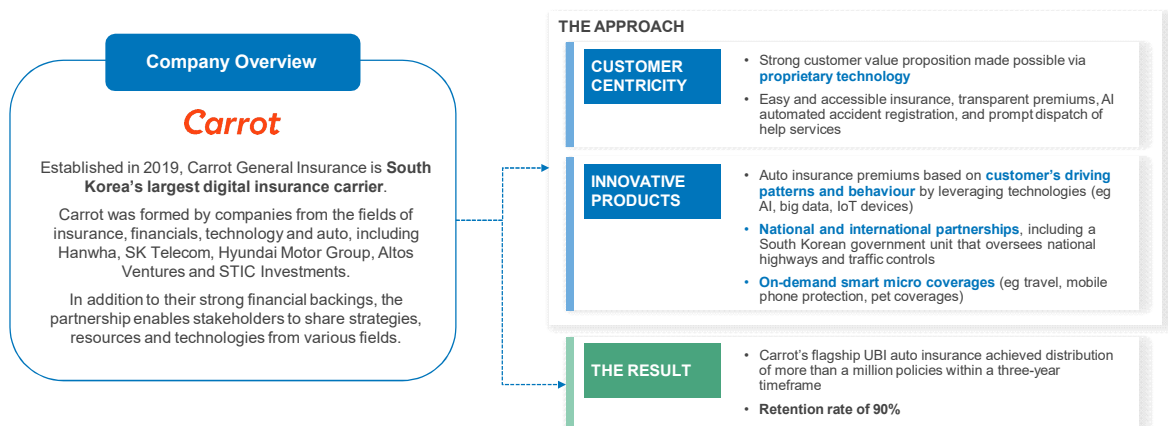 Company Overview
Carrot
Established in 2019, Carrot General Insurance is South
Korea's largest digital insurance carrier.
Carrot was formed by companies from the fields of
insurance, financials, technology and auto, including
Hanwha, SK Telecom, Hyundai Motor Group, Altos
Ventures and STIC Investments.
In addition to their strong financial backings, the
partnership enables stakeholders to share strategies,
resources and technologies from various fields.
THE APPROACH
CUSTOMER
CENTRICITY
• Strong customer value proposition made possible via
proprietary technology
• Easy and accessible insurance, transparent premiums, AI
automated accident registration, and prompt dispatch of
help services
INNOVATIVE
PRODUCTS
• Auto insurance premiums based on customer's driving
patterns and behaviour by leveraging technologies (eg
AI, big data, IoT devices)
• National and international partnerships, including a
South Korean government unit that oversees national
highways and traffic controls
• On-demand smart micro coverages (eg travel, mobile
phone protection, pet coverages)
THE RESULT
• Carrot's flagship UBI auto insurance achieved distribution
of more than a million policies within a three-year
timeframe
• Retention rate of 90%